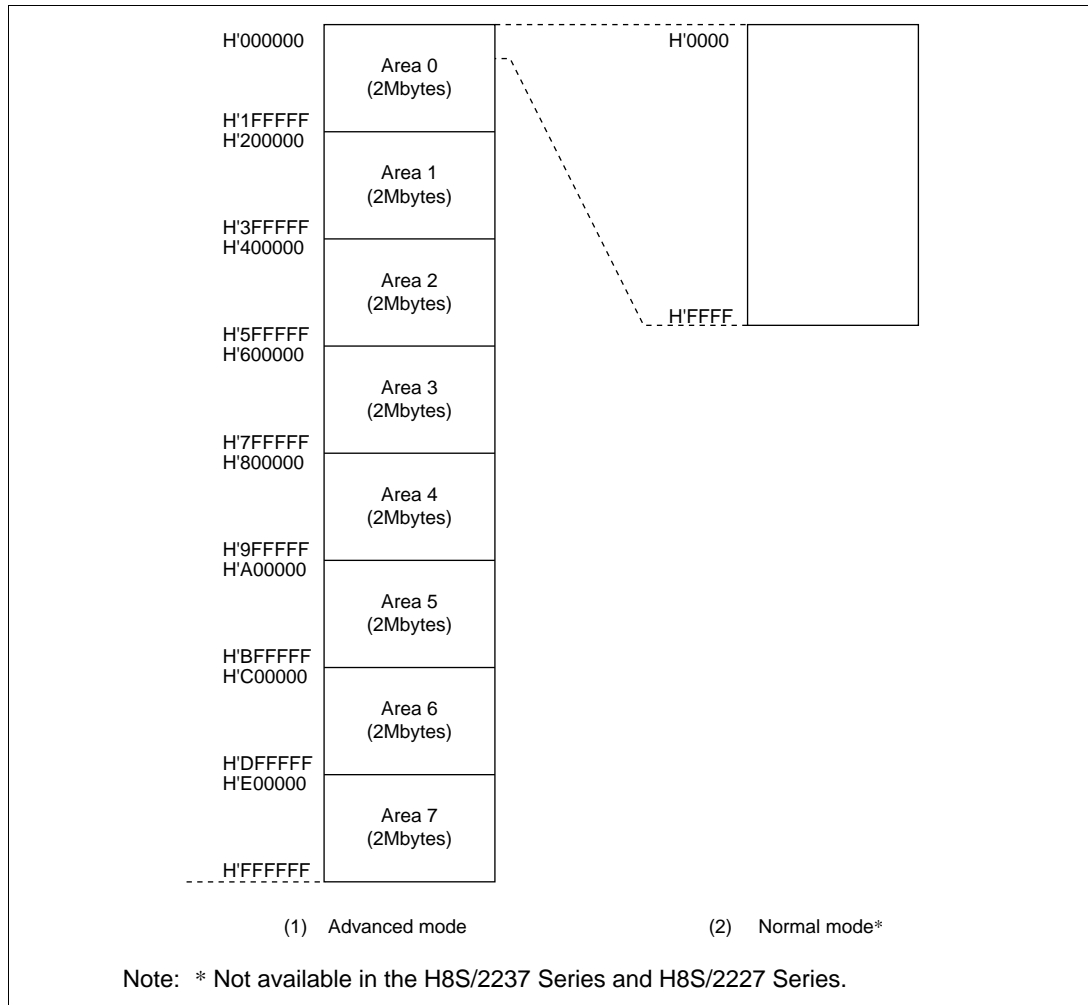 H'000000
Area 0
(2Mbytes)
H'1FFFFF
H'200000
Area 1
(2Mbytes)
H'3FFFFF
H'400000
Area 2
(2Mbytes)
H'5FFFFF
H'600000
Area 3
(2Mbytes)
H'7FFFFF
H'800000
Area 4
(2Mbytes)
H'9FFFFF
H'A00000
Area 5
(2Mbytes)
H'BFFFFF
H'C00000
Area 6
(2Mbytes)
H'DFFFFF
H'E00000
Area 7
(2Mbytes)
H'FFFFFF
(1) Advanced mode
H'0000
H'FFFF
(2) Normal mode*
Note: * Not available in the H8S/2237 Series and H8S/2227 Series.